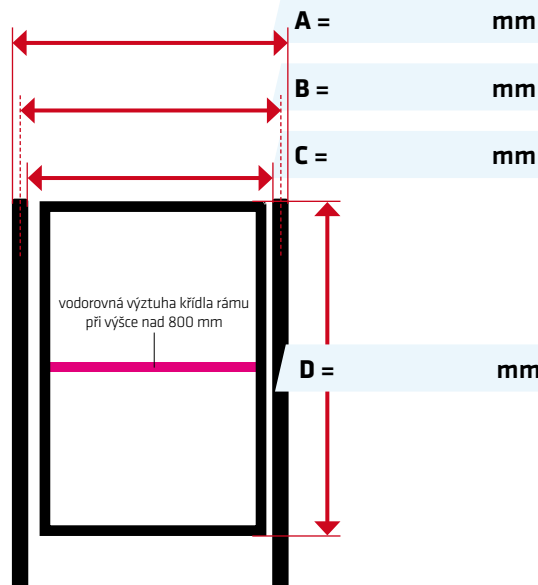 A = mm
B = mm
C = mm
vodorovná výztuha křídla rámu
při výšce nad 800 mm
D = mm